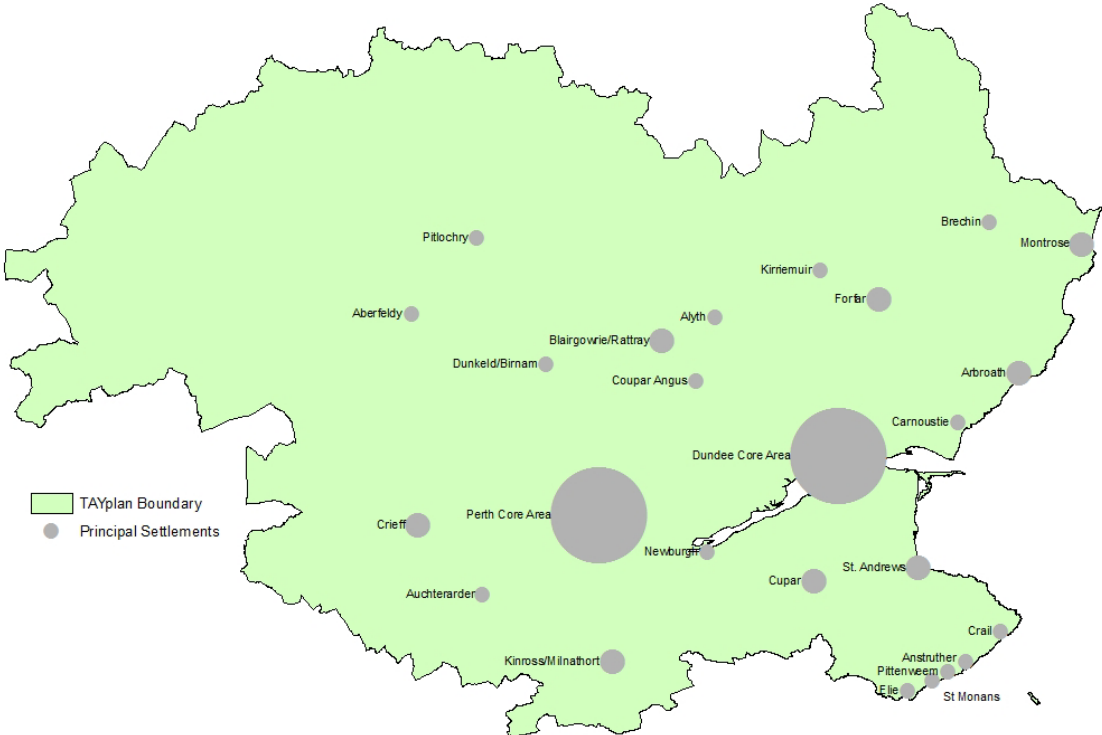 Brechin
Montrose
Pitlochry
Kirriemuir
Forfar
Aberfeldy
Alyth
Blairgowrie/Rattray
Dunkeld/Birnam
Coupar Angus
Arbroath
Carnoustie
Dundee Core Area
TAYplan Boundary
Principal Settlements
Crieff
Perth Core Area
Newburgh
St. Andrews
Cupar
Auchterarder
Crail
Kinross/Milnathort
Anstruther
Pittenweem
Elie
St Monans